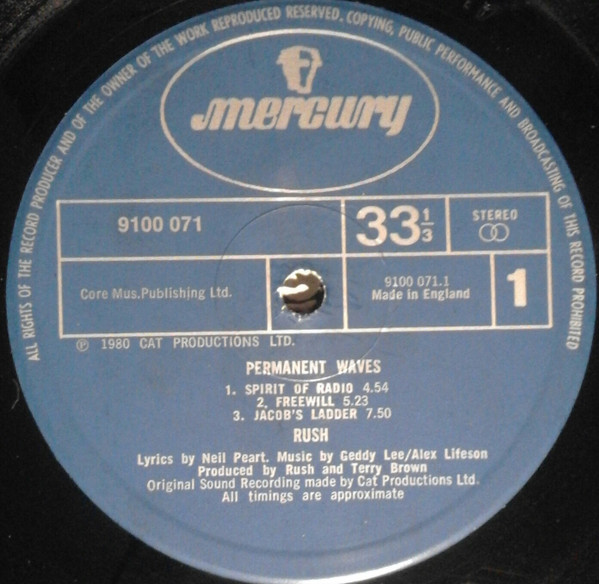 ALL RIGHTS OF THE RECORD PRODUCER AND OF THE OWNER OF THE WORK REPRODUCED RESERVED. COPYING, PUBLIC PERFORMANCE AND BROADCASTING OF THIS RECORD PROHIBITED
mercury
9100 071
33 1/3
STEREO
Core Mus.Publishing Ltd.
9100 071.1
Made in England
1
℗ 1980 CAT PRODUCTIONS LTD.
PERMANENT WAVES
1. SPIRIT OF RADIO 4.54
2. FREEWILL 5.23
3. JACOB'S LADDER 7.50
RUSH
Lyrics by Neil Peart. Music by Geddy Lee/Alex Lifeson
Produced by Rush and Terry Brown
Original Sound Recording made by Cat Productions Ltd.
All timings are approximate